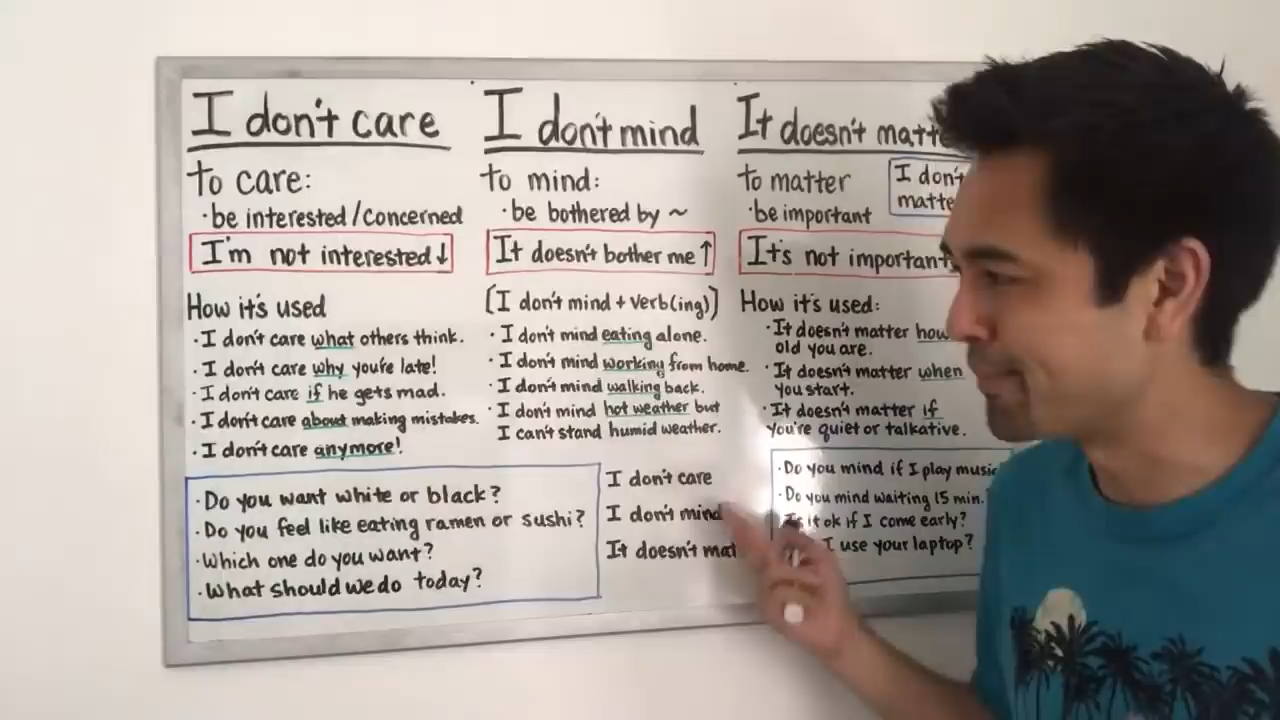 I don't care
to care:
·be interested/concerned
I'm not interested↓
How it's used
·I don't care what others think.
·I don't care why you're late!
·I don't care if he gets mad.
·I don't care about making mistakes.
·I don't care anymore!
·Do you want white or black?
·Do you feel like eating ramen or sushi?
·Which one do you want?
·What should we do today?
I don't mind
to mind:
·be bothered by ~
It doesn't bother me↑
[I don't mind + verb(ing)]
·I don't mind eating alone.
·I don't mind working from home.
·I don't mind walking back.
·I don't mind hot weather but
I can't stand humid weather.
I don't care
I don't mind
It doesn't
It doesn't
to matter
·be important
I don't
It's not important
How it's used:
·It doesn't matter how
old you are.
·It doesn't matter when
you start.
·It doesn't matter if
you're quiet or talkative.
·Do you mind if I play music
·Do you mind waiting 15 min.
it ok if I come early?
I use your laptop?